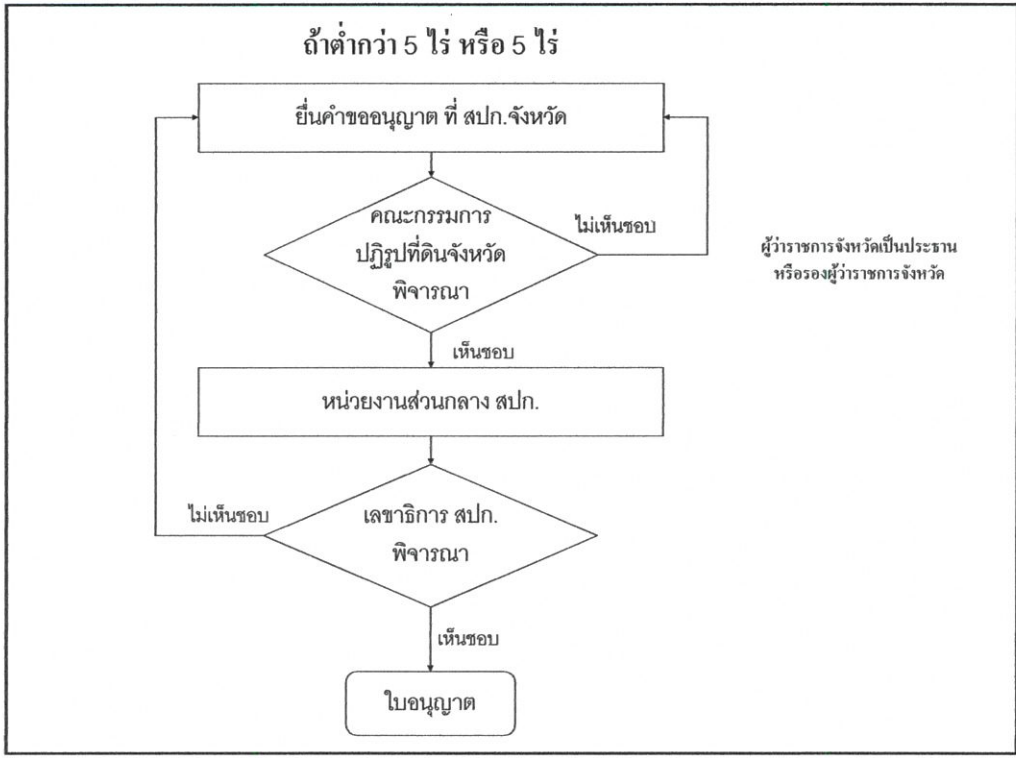 ถ้าต่ำกว่า 5 ไร่ หรือ 5 ไร่
ยื่นคำขออนุญาต ที่ สปก.จังหวัด
คณะกรรมการ
ปฏิรูปที่ดินจังหวัด
พิจารณา
ไม่เห็นชอบ
ผู้ว่าราชการจังหวัดเป็นประธาน
หรือรองผู้ว่าราชการจังหวัด
เห็นชอบ
หน่วยงานส่วนกลาง สปก.
ไม่เห็นชอบ
เลขาธิการ สปก.
พิจารณา
เห็นชอบ
ใบอนุญาต